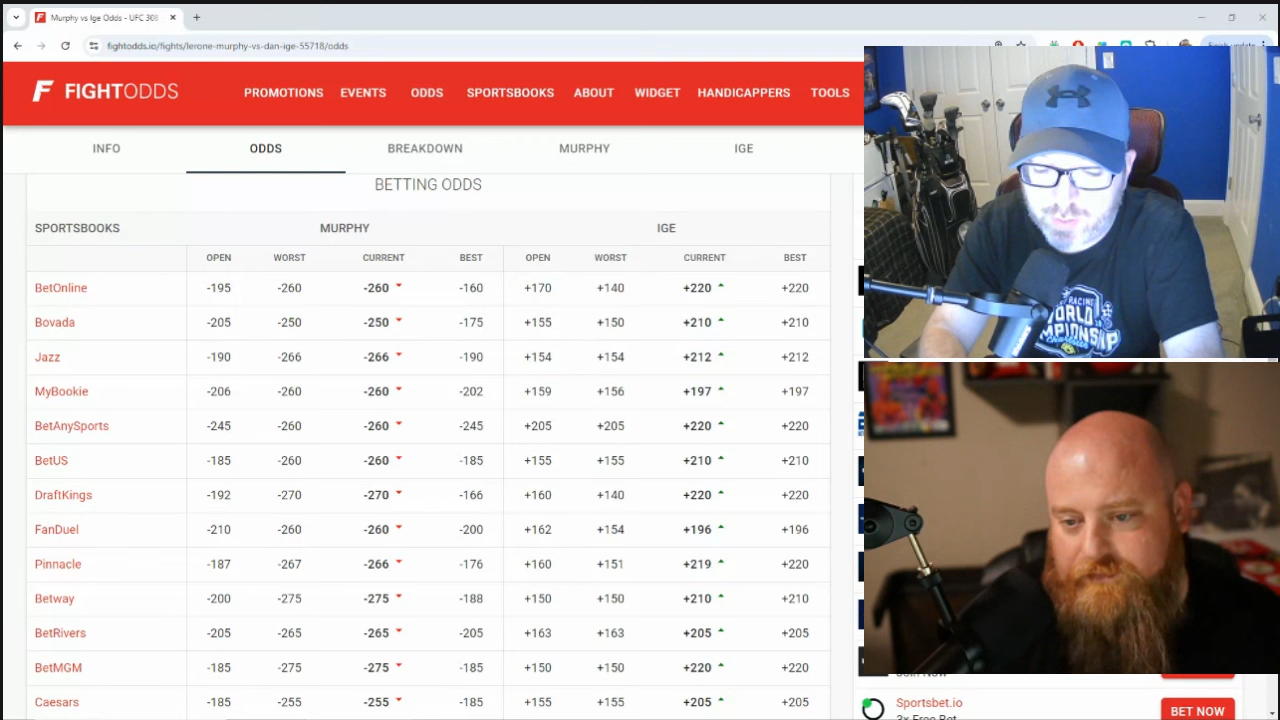 Murphy vs Ige Odds - UFC 308
fightodds.io/fights/lerone-murphy-vs-dan-ige-55718/odds
FIGHTODDS PROMOTIONS EVENTS ODDS SPORTSBOOKS ABOUT WIDGET HANDICAPPERS TOOLS
INFO ODDS BREAKDOWN MURPHY IGE
BETTING ODDS
SPORTSBOOKS MURPHY IGE
OPEN WORST CURRENT BEST OPEN WORST CURRENT BEST
BetOnline -195 -260 -260 -160 +170 +140 +220 +220
Bovada -205 -250 -250 -175 +155 +150 +210 +210
Jazz -190 -266 -266 -190 +154 +154 +212 +212
MyBookie -206 -260 -260 -202 +159 +156 +197 +197
BetAnySports -245 -260 -260 -245 +205 +205 +220 +220
BetUS -185 -260 -260 -185 +155 +155 +210 +210
DraftKings -192 -270 -270 -166 +160 +140 +220 +220
FanDuel -210 -260 -260 -200 +162 +154 +196 +196
Pinnacle -187 -267 -266 -176 +160 +151 +219 +220
Betway -200 -275 -275 -188 +150 +150 +210 +210
BetRivers -205 -265 -265 -205 +163 +163 +205 +205
BetMGM -185 -275 -275 -185 +150 +150 +220 +220
Caesars -185 -255 -255 -185 +155 +155 +205 +205
RACING
WORLD
Sportsbet.io
3x Free Bet
BET NOW